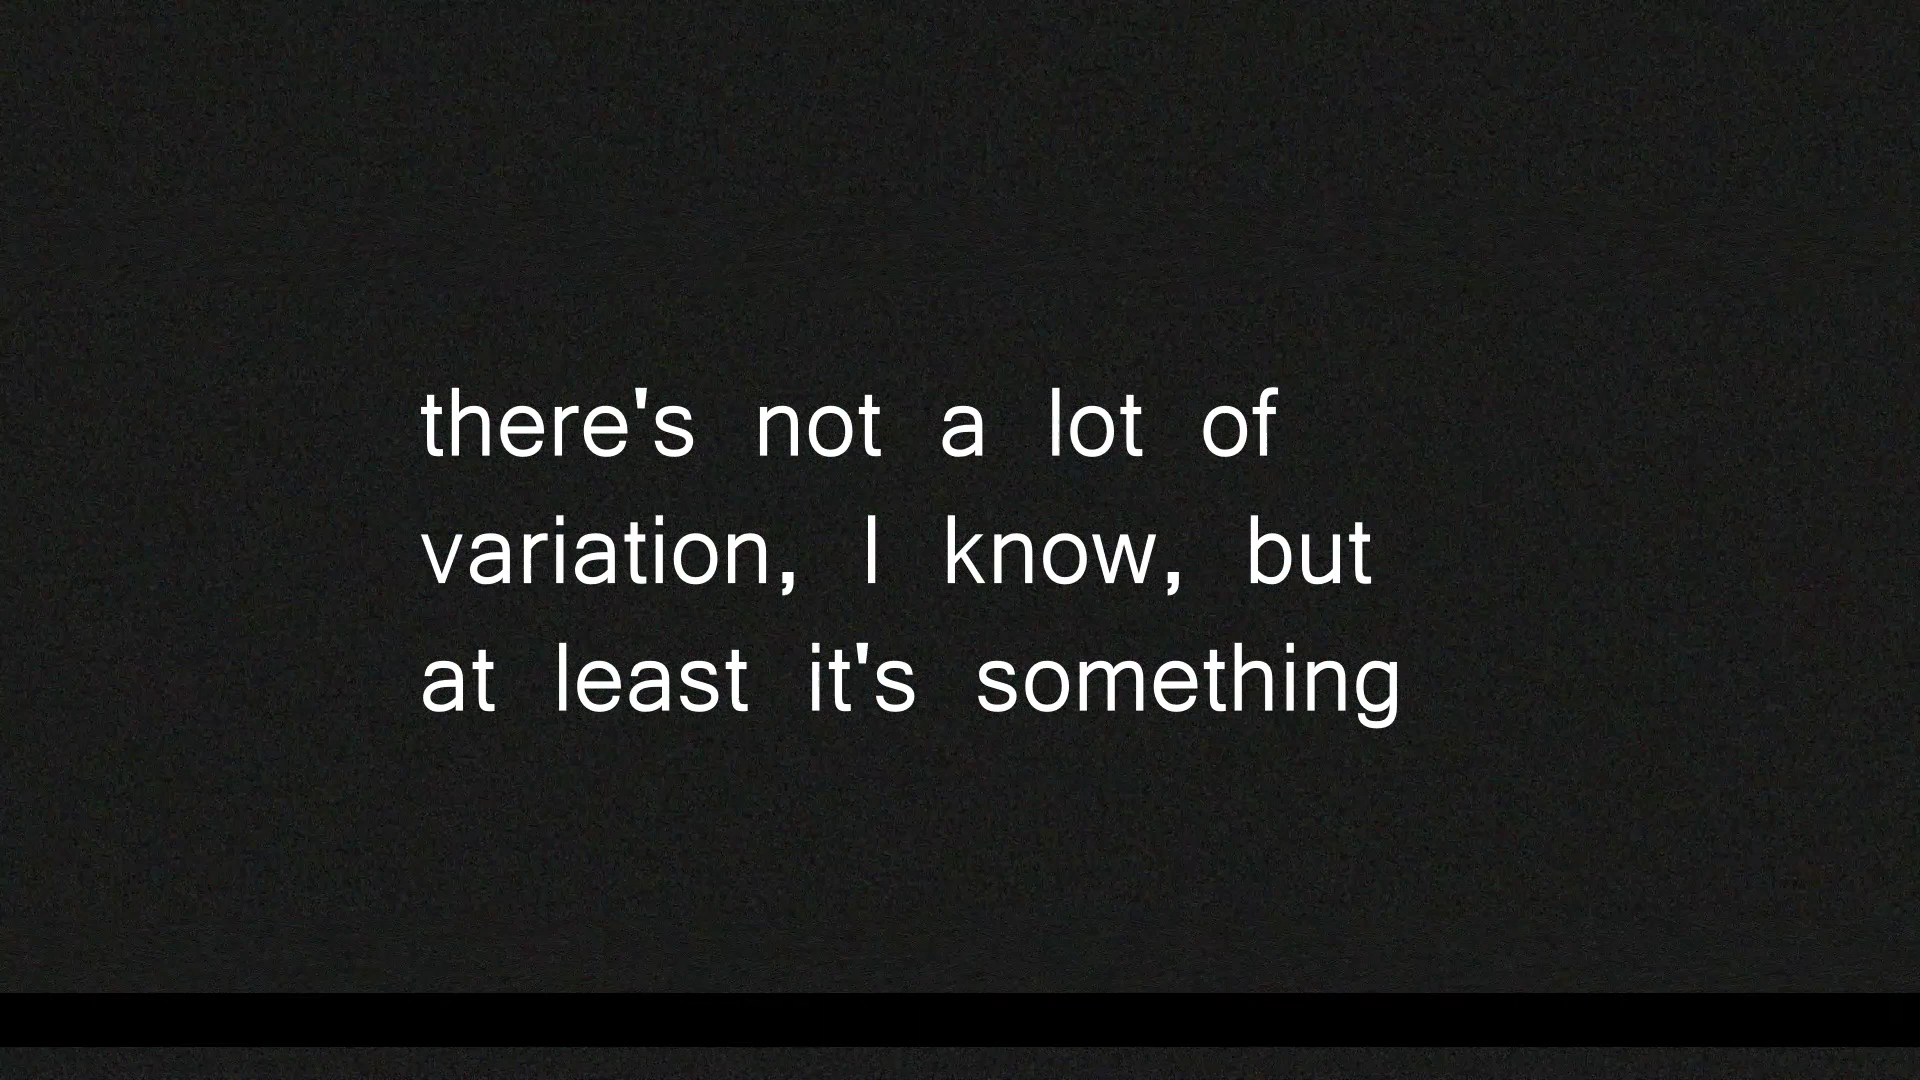 there's not a lot of
variation, I know, but
at least it's something